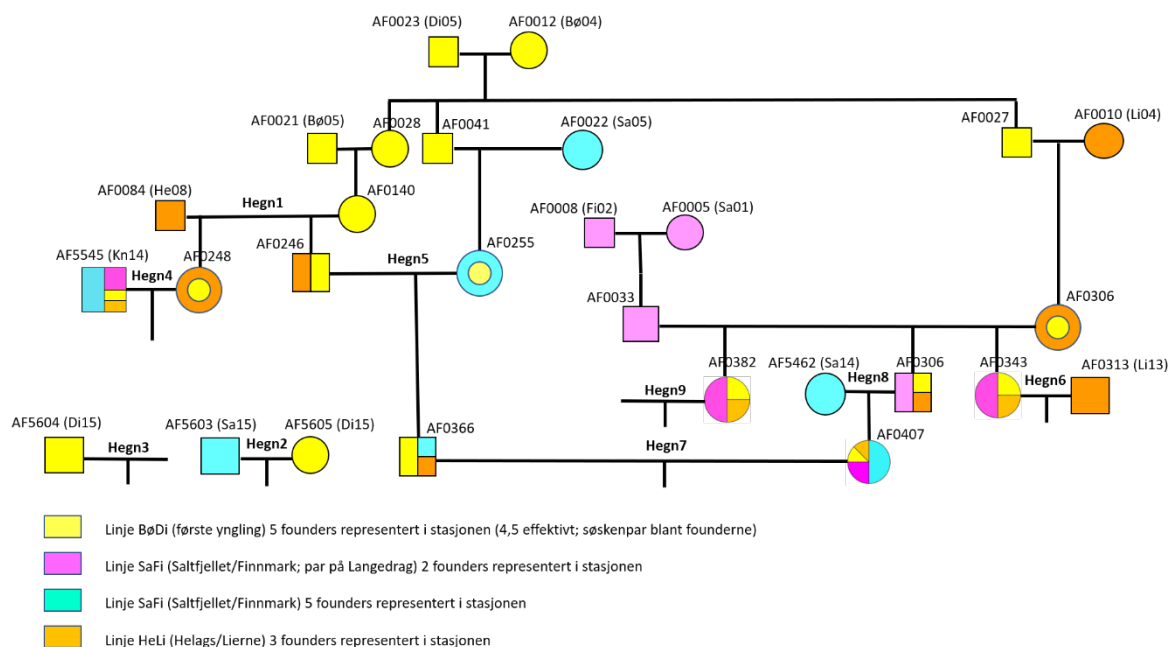 AF0023 (Di05)
AF0012 (Bø04)
AF0021 (Bø05)
AF0028
AF0041
AF0022 (Sa05)
AF0027
AF0010 (Li04)
AF0084 (He08)
Hegn1
AF0140
AF0008 (Fi02)
AF0005 (Sa01)
AF5545 (Kn14)
Hegn4
AF0248
AF0246
Hegn5
AF0255
AF0033
AF0306
AF0382
AF5462 (Sa14)
Hegn8
AF0306
AF0343
AF0313 (Li13)
Hegn9
Hegn6
AF5604 (Di15)
Hegn3
AF5603 (Sa15)
Hegn2
AF5605 (Di15)
AF0366
Hegn7
AF0407
Linje BøDi (første yngling) 5 founders representert i stasjonen (4,5 effektivt; søskenpar blant founderne)
Linje SaFi (Saltfjellet/Finnmark; par på Langedrag) 2 founders representert i stasjonen
Linje SaFi (Saltfjellet/Finnmark) 5 founders representert i stasjonen
Linje HeLi (Helags/Lierne) 3 founders representert i stasjonen